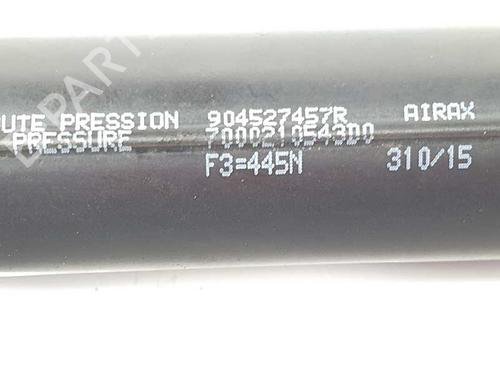 UTE PRESSION 904527457R AIRAX
PRESSURE 7000210543D0
F3=445N 310/15